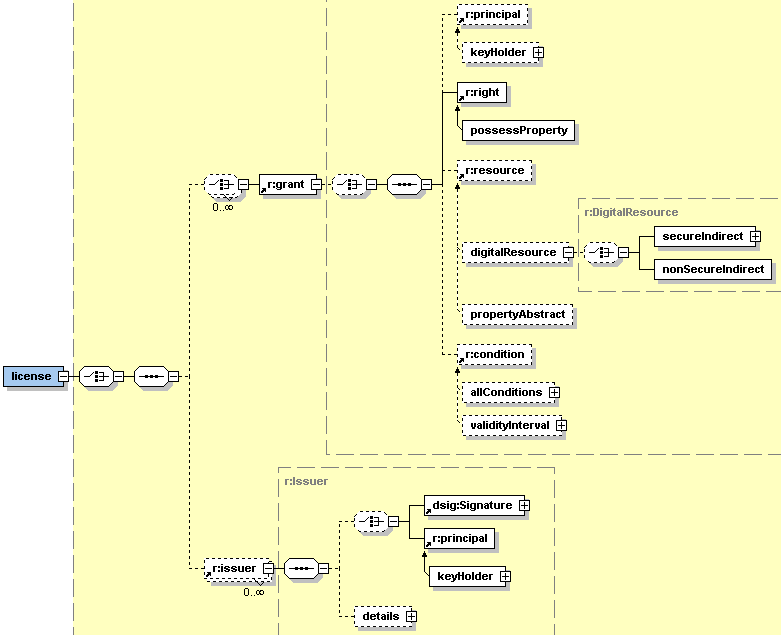 r:principal
keyHolder
r:right
possessProperty
r:resource
r:grant
0..∞
r:DigitalResource
secureIndirect
digitalResource
nonSecureIndirect
propertyAbstract
r:condition
license
allConditions
validityInterval
r:Issuer
dsig:Signature
r:principal
r:issuer
keyHolder
0..∞
details